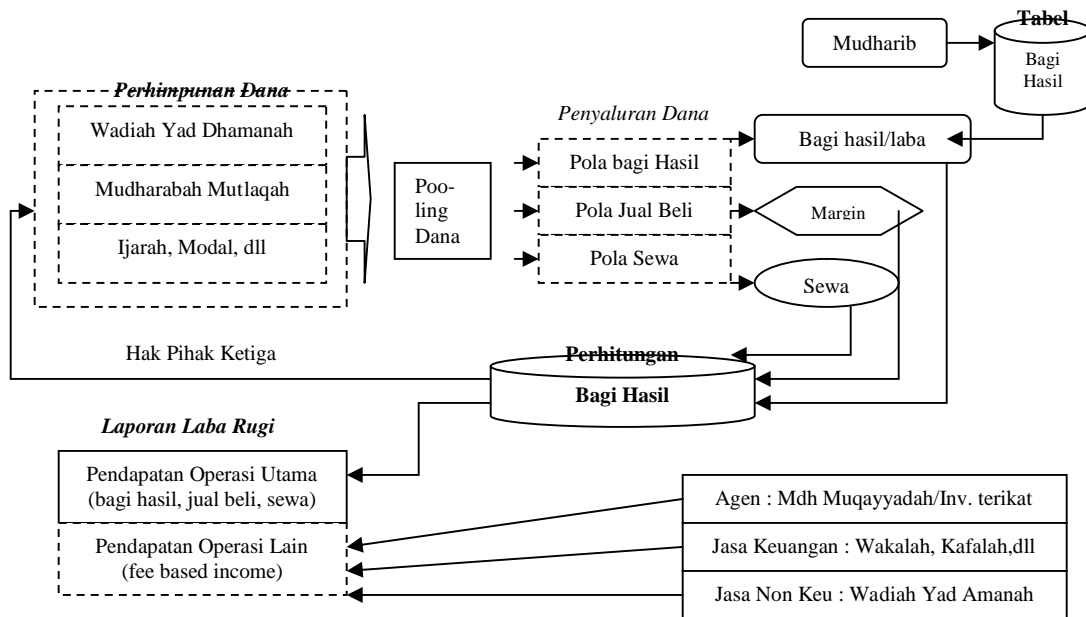 Tabel
Mudharib
Bagi
Hasil
Perhimpunan Dana
Wadiah Yad Dhamanah
Mudharabah Mutlaqah
Ijarah, Modal, dll
Poo-
ling
Dana
Penyaluran Dana
Pola bagi Hasil
Pola Jual Beli
Pola Sewa
Bagi hasil/laba
Margin
Sewa
Hak Pihak Ketiga
Perhitungan
Bagi Hasil
Laporan Laba Rugi
Pendapatan Operasi Utama
(bagi hasil, jual beli, sewa)
Pendapatan Operasi Lain
(fee based income)
Agen : Mdh Muqayyadah/Inv. terikat
Jasa Keuangan : Wakalah, Kafalah,dll
Jasa Non Keu : Wadiah Yad Amanah